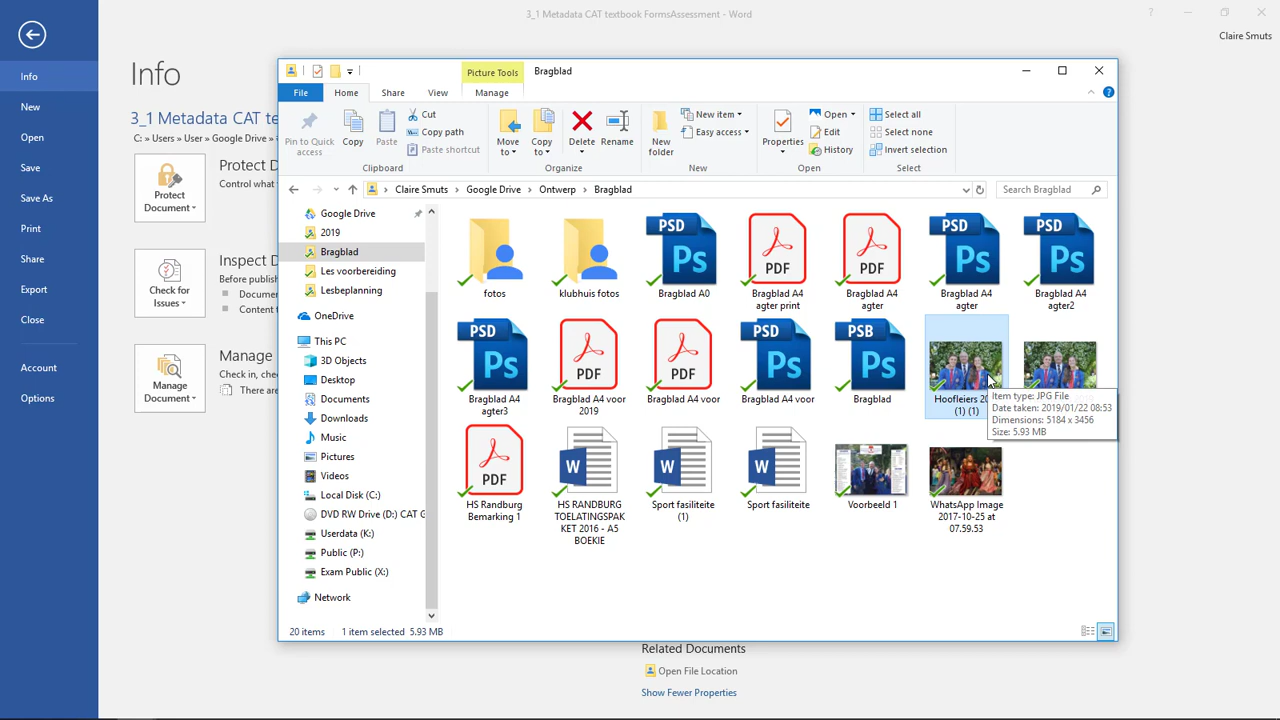 3_1 Metadata CAT textbook FormsAssessment - Word
?
Claire Smuts
Info
New
Open
Save
Save As
Print
Share
Export
Close
Account
Options
Info
3_1 Metadata CAT te
C: » Users » User » Google Drive »
Protect
Document
Protect D
Control what
Check for
Issues
Inspect D
Before publish
Docume
Content t
Manage
Document
Manage
Check in, chec
There are
Bragblad
Picture Tools
File
Home
Share
View
Manage
Pin to Quick
access
Copy
Paste
Cut
Copy path
Paste shortcut
Clipboard
Move
to
Copy
to
Delete
Rename
Organize
New
folder
New item
Easy access
New
Properties
Open
Edit
History
Open
Select all
Select none
Invert selection
Select
Claire Smuts > Google Drive > Ontwerp > Bragblad
Search Bragblad
Google Drive
2019
Bragblad
Les voorbereiding
Lesbeplanning
OneDrive
This PC
3D Objects
Desktop
Documents
Downloads
Music
Pictures
Videos
Local Disk (C:)
DVD RW Drive (D:) CAT G
Userdata (K:)
Public (P:)
Exam Public (X:)
Network
fotos
klubhuis fotos
PSD
Ps
Bragblad A0
PDF
Bragblad A4
agter print
PDF
Bragblad A4
agter
PSD
Ps
Bragblad A4
agter
PSD
Ps
Bragblad A4
agter2
PSD
Ps
Bragblad A4
agter3
PDF
Bragblad A4 voor
2019
PDF
Bragblad A4 voor
PSD
Ps
Bragblad A4 voor
PSB
Ps
Bragblad
Hoofleiers 20
(1) (1)
Item type: JPG File
Date taken: 2019/01/22 08:53
Dimensions: 5184 x 3456
Size: 5.93 MB
HS Randburg
Bemarking 1
W
HS RANDBURG
TOELATINGSPAK
KET 2016 - A5
BOEKIE
W
Sport fasiliteite
(1)
W
Sport fasiliteite
Voorbeeld 1
WhatsApp Image
2017-10-25 at
07.59.53
20 items
1 item selected 5.93 MB
Related Documents
Open File Location
Show Fewer Properties